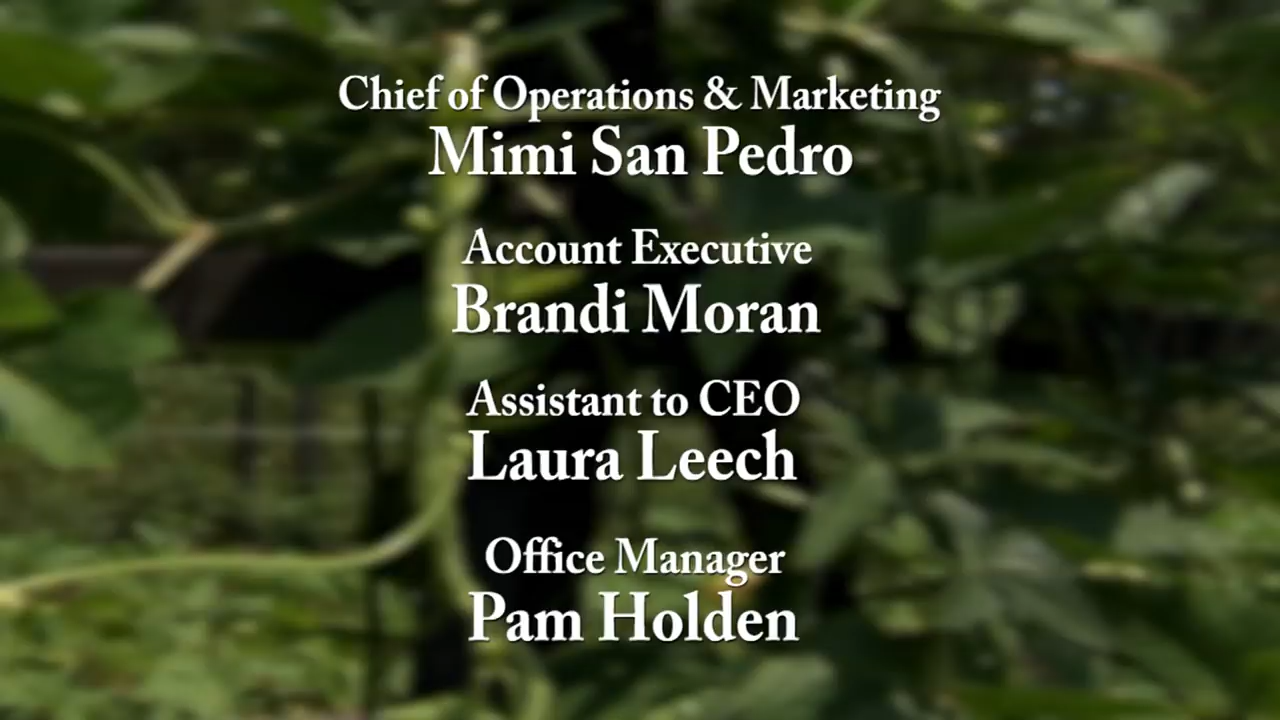 Chief of Operations & Marketing
Mimi San Pedro
Account Executive
Brandi Moran
Assistant to CEO
Laura Leech
Office Manager
Pam Holden